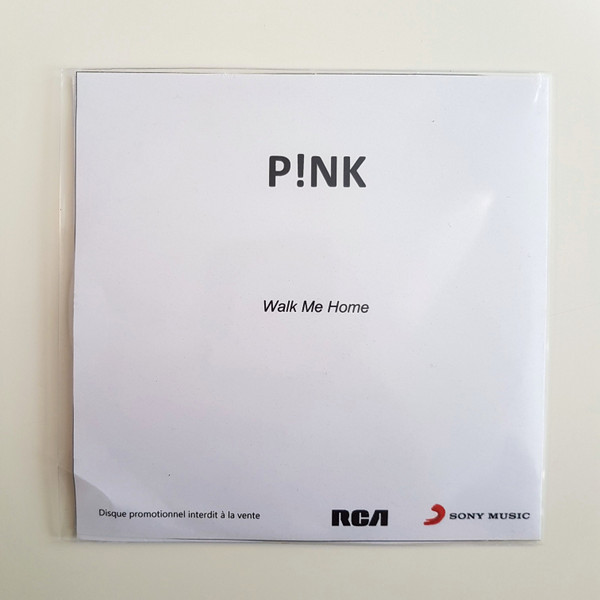 P!NK
Walk Me Home
Disque promotionnel interdit à la vente
RCA
SONY MUSIC